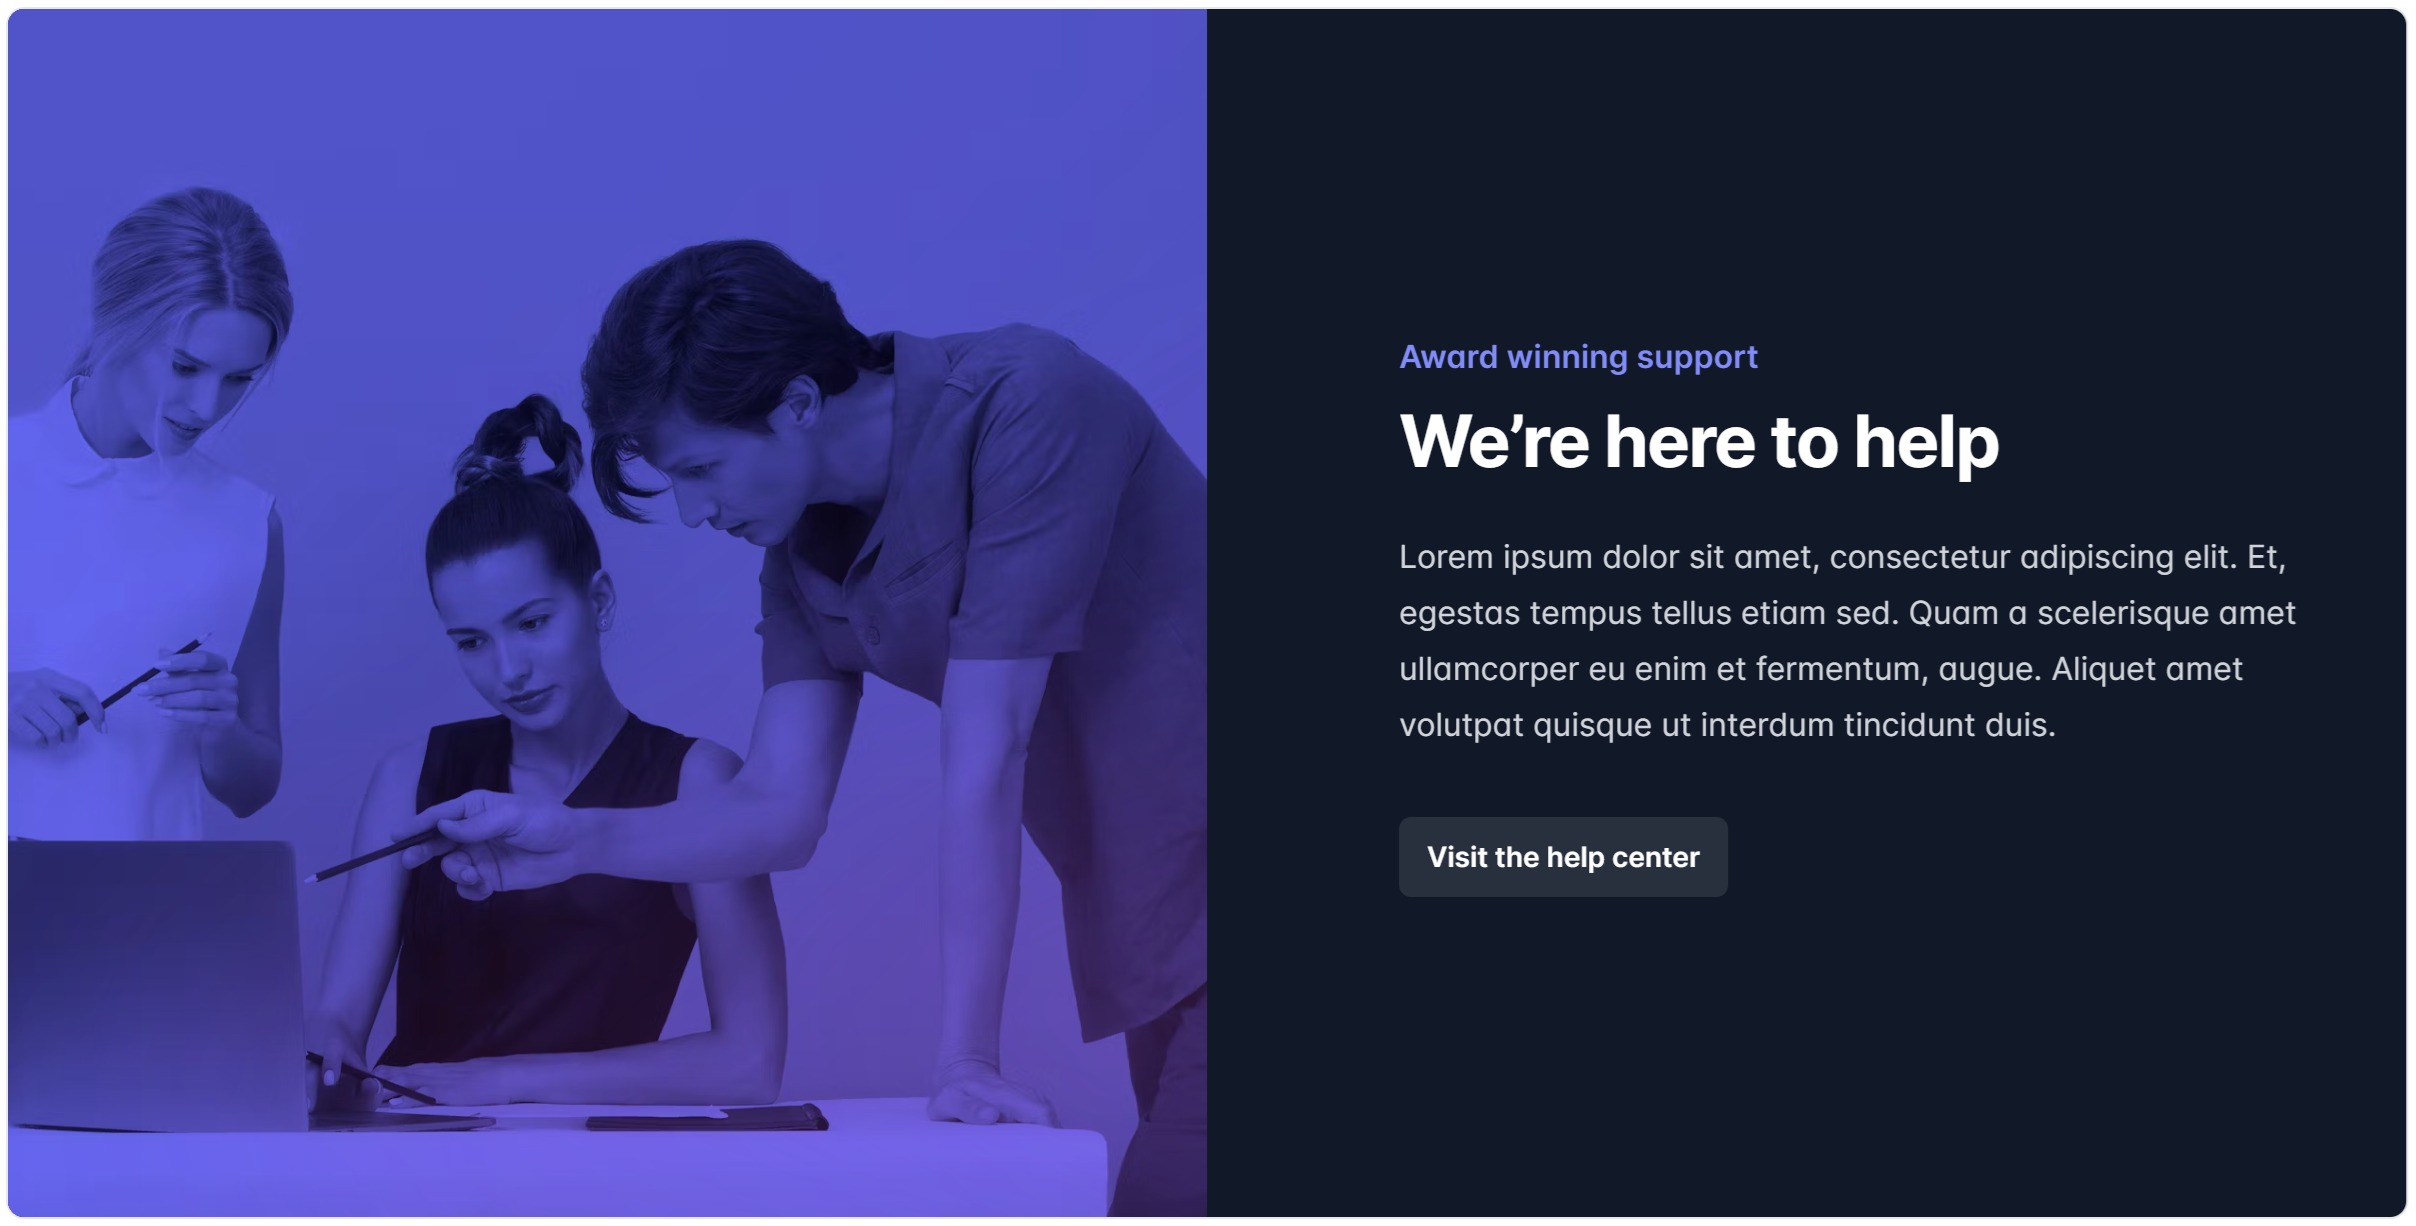 Award winning support
We’re here to help
Lorem ipsum dolor sit amet, consectetur adipiscing elit. Et,
egestas tempus tellus etiam sed. Quam a scelerisque amet
ullamcorper eu enim et fermentum, augue. Aliquet amet
volutpat quisque ut interdum tincidunt duis.
Visit the help center